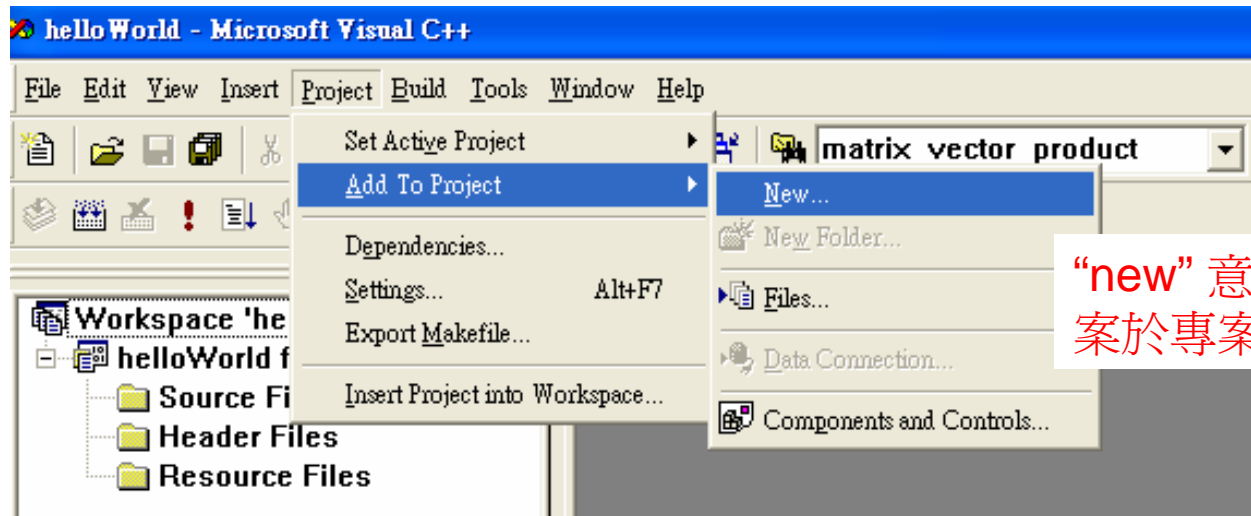 helloWorld - Microsoft Visual C++
File Edit View Insert Project Build Tools Window Help
matrix vector product
Set Active Project
Add To Project
Dependencies...
Settings... Alt+F7
Export Makefile...
Insert Project into Workspace...
New...
New Folder...
Files...
Data Connection...
Components and Controls...
“new” 意
案於專案
Workspace 'he
helloWorld f
Source Fi
Header Files
Resource Files